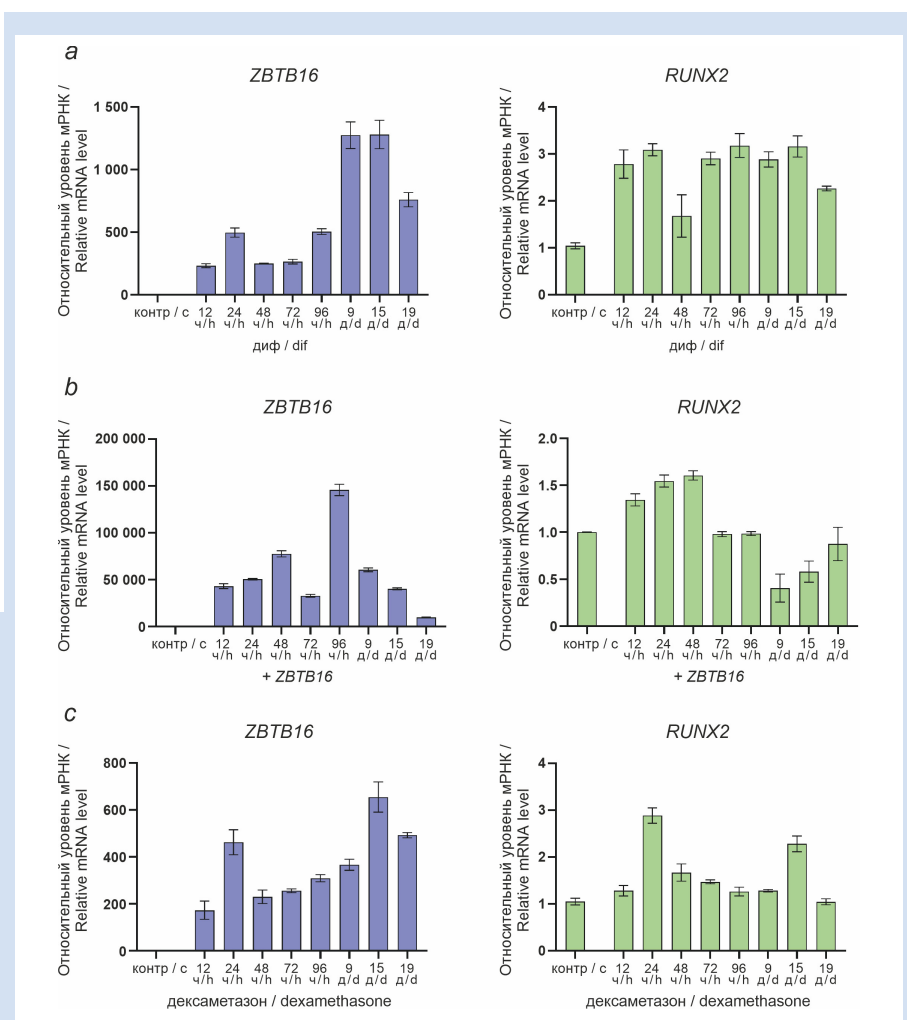 a
ZBTB16
RUNX2
Относительный уровень мРНК /
Relative mRNA level
1 500
1 000
500
0
контр / c 12 24 48 72 96 9 15 19
ч/h ч/h ч/h ч/h ч/h д/d д/d д/d
диф / dif
Относительный уровень мРНК /
Relative mRNA level
4
3
2
1
0
контр / c 12 24 48 72 96 9 15 19
ч/h ч/h ч/h ч/h ч/h д/d д/d д/d
диф / dif
b
ZBTB16
RUNX2
Относительный уровень мРНК /
Relative mRNA level
200 000
150 000
100 000
50 000
0
контр / c 12 24 48 72 96 9 15 19
ч/h ч/h ч/h ч/h ч/h д/d д/d д/d
+ ZBTB16
Относительный уровень мРНК /
Relative mRNA level
2.0
1.5
1.0
0.5
0
контр / c 12 24 48 72 96 9 15 19
ч/h ч/h ч/h ч/h ч/h д/d д/d д/d
+ ZBTB16
c
ZBTB16
RUNX2
Относительный уровень мРНК /
Relative mRNA level
800
600
400
200
0
контр / c 12 24 48 72 96 9 15 19
ч/h ч/h ч/h ч/h ч/h д/d д/d д/d
дексаметазон / dexamethasone
Относительный уровень мРНК /
Relative mRNA level
4
3
2
1
0
контр / c 12 24 48 72 96 9 15 19
ч/h ч/h ч/h ч/h ч/h д/d д/d д/d
дексаметазон / dexamethasone